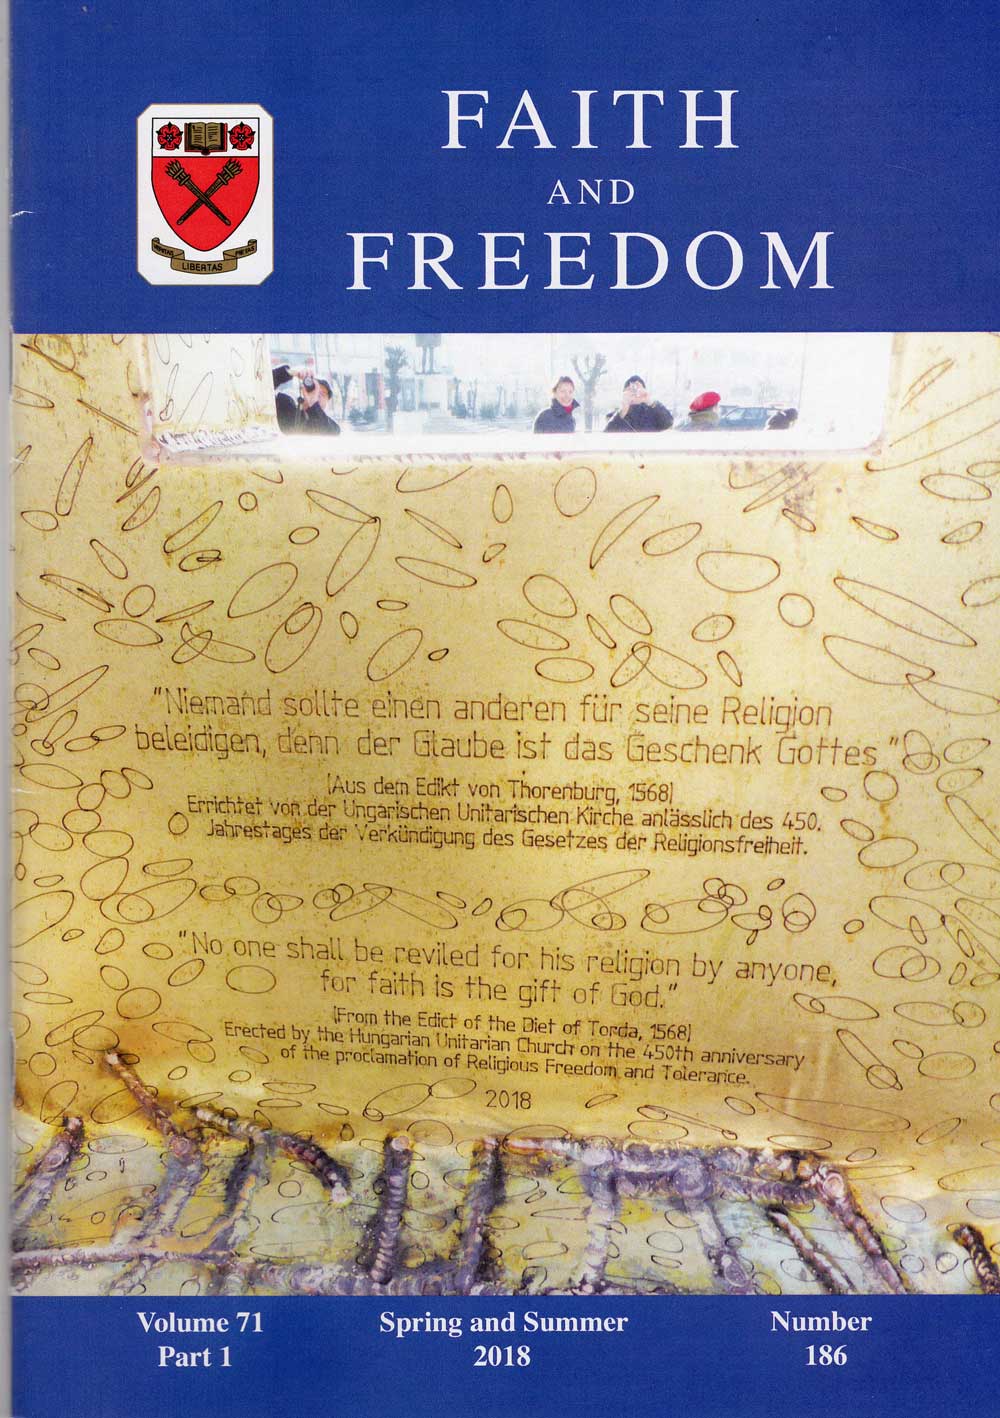 FAITH
AND
FREEDOM
VERITAS LIBERTAS PIETAS
"Niemand sollte einen anderen für seine Religion
beleidigen, denn der Glaube ist das Geschenk Gottes."
(Aus dem Edikt von Thorenburg, 1568)
Errichtet von der Ungarischen Unitarischen Kirche anlässlich des 450.
Jahrestages der Verkündigung des Gesetzes der Religionsfreiheit.
"No one shall be reviled for his religion by anyone,
for faith is the gift of God."
(From the Edict of the Diet of Torda, 1568)
Erected by the Hungarian Unitarian Church on the 450th anniversary
of the proclamation of Religious Freedom and Tolerance.
2018
Volume 71
Part 1
Spring and Summer
2018
Number
186